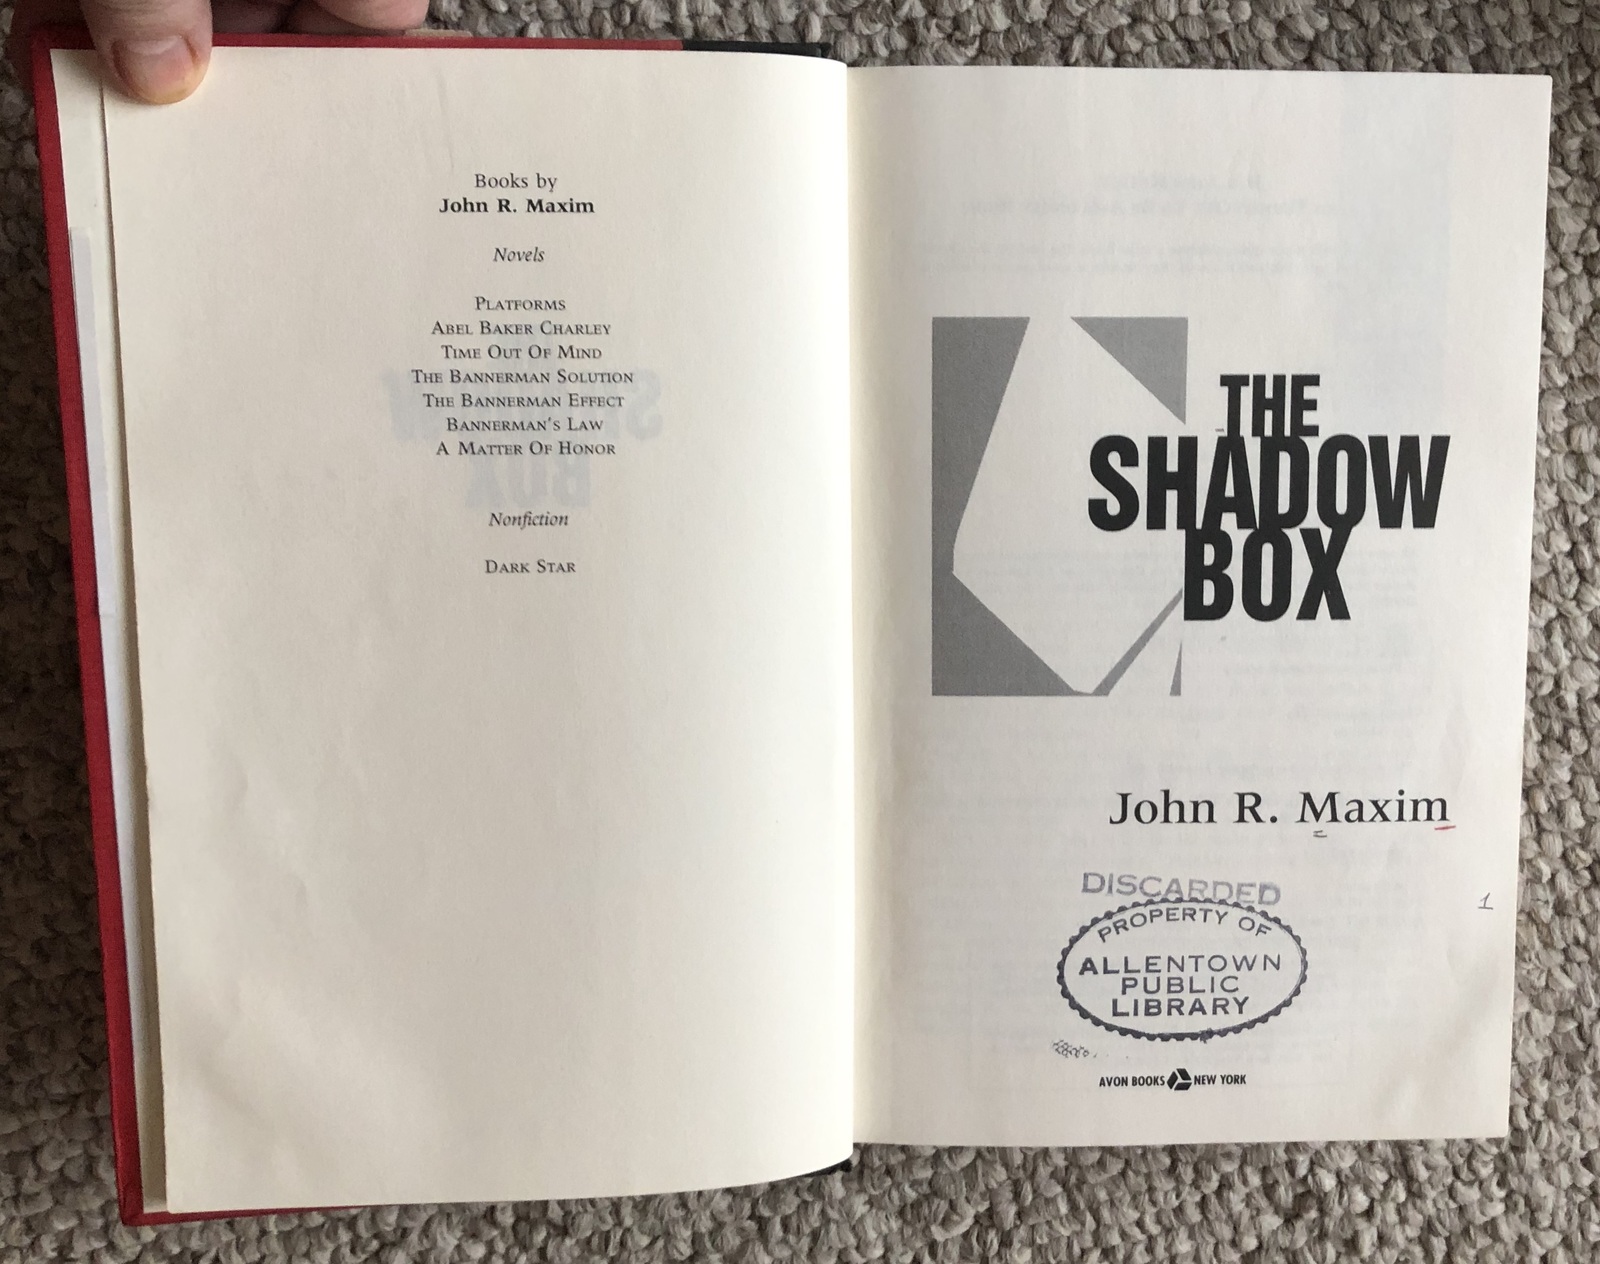 Books by
John R. Maxim
Novels
PLATFORMS
ABEL BAKER CHARLEY
TIME OUT OF MIND
THE BANNERMAN SOLUTION
THE BANNERMAN EFFECT
BANNERMAN'S LAW
A MATTER OF HONOR
Nonfiction
DARK STAR
THE
SHADOW
BOX
John R. Maxim
DISCARDED
PROPERTY OF
ALLENTOWN
PUBLIC
LIBRARY
1
AVON BOOKS NEW YORK